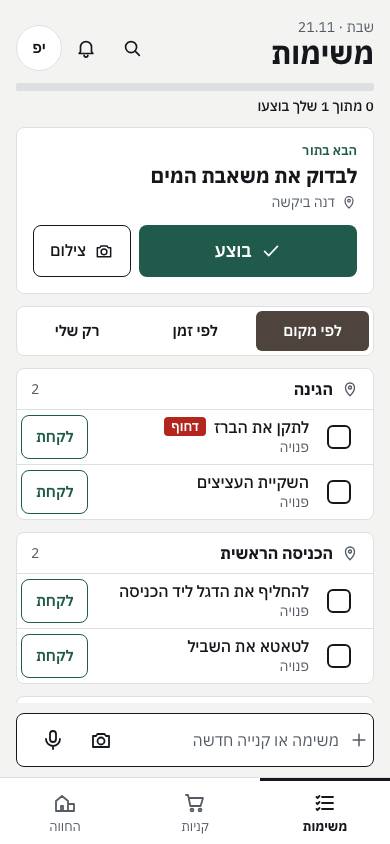 שבת · 21.11
משימות
יפ
0 מתוך 1 שלך בוצעו
הבא בתור
לבדוק את משאבת המים
דנה ביקשה
בוצע
צילום
לפי מקום
לפי זמן
רק שלי
הגינה
2
לתקן את הברז
דחוף
פנויה
לקחת
השקיית העציצים
פנויה
לקחת
הכניסה הראשית
2
להחליף את הדגל ליד הכניסה
פנויה
לקחת
לטאטא את השביל
פנויה
לקחת
משימה או קנייה חדשה
משימות
קניות
החווה